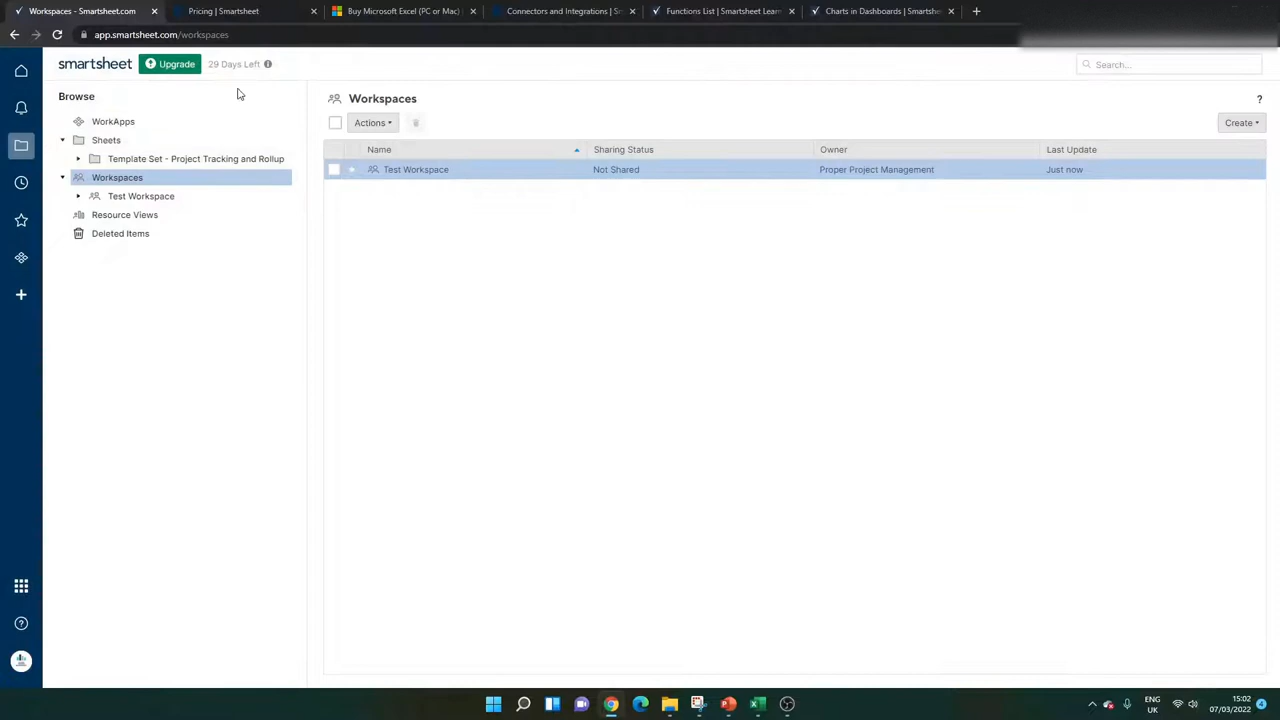 Workspaces - Smartsheet.com
Pricing | Smartsheet
Buy Microsoft Excel (PC or Mac) |
Connectors and Integrations | Sm
Functions List | Smartsheet Learn
Charts in Dashboards | Smartshe
app.smartsheet.com/workspaces
smartsheet
Upgrade
29 Days Left
Search...
Browse
WorkApps
Sheets
Template Set - Project Tracking and Rollup
Workspaces
Test Workspace
Resource Views
Deleted Items
Workspaces
?
Actions
Create
Name
Sharing Status
Owner
Last Update
Test Workspace
Not Shared
Proper Project Management
Just now
ENG
UK
15:02
07/03/2022